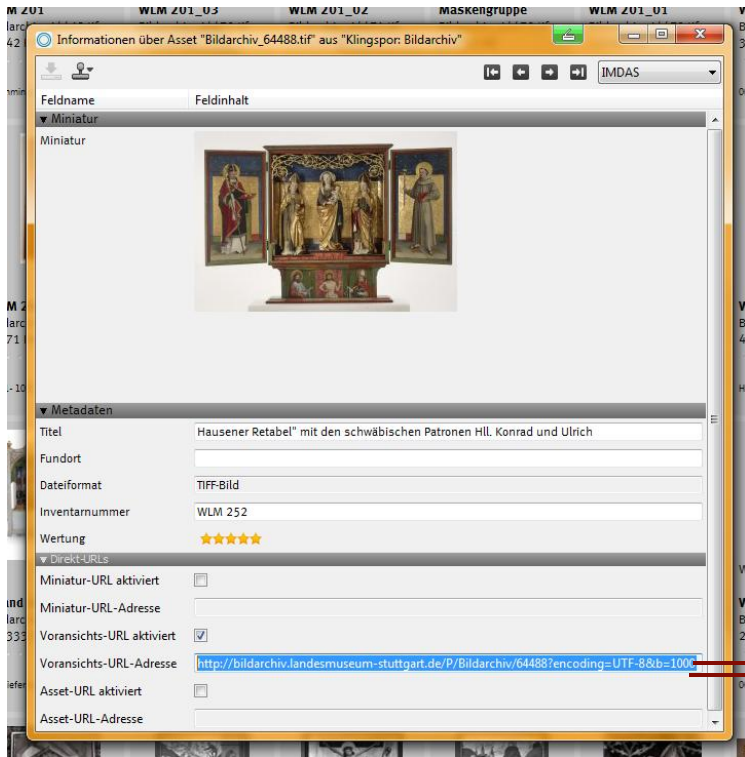 M 201 WLM 201_03 WLM 201_02 Maskengruppe WLM 201_01
Informationen über Asset "Bildarchiv_64488.tif" aus "Klingspor: Bildarchiv"
IMDAS
Feldname Feldinhalt
▼ Miniatur
Miniatur
▼ Metadaten
Titel Hausener Retabel" mit den schwäbischen Patronen Hll. Konrad und Ulrich
Fundort
Dateiformat TIFF-Bild
Inventarnummer WLM 252
Wertung
▼ Direkt-URLs
Miniatur-URL aktiviert
Miniatur-URL-Adresse
Voransichts-URL aktiviert
Voransichts-URL-Adresse http://bildarchiv.landesmuseum-stuttgart.de/P/Bildarchiv/64488?encoding=UTF-8&b=1000
Asset-URL aktiviert
Asset-URL-Adresse